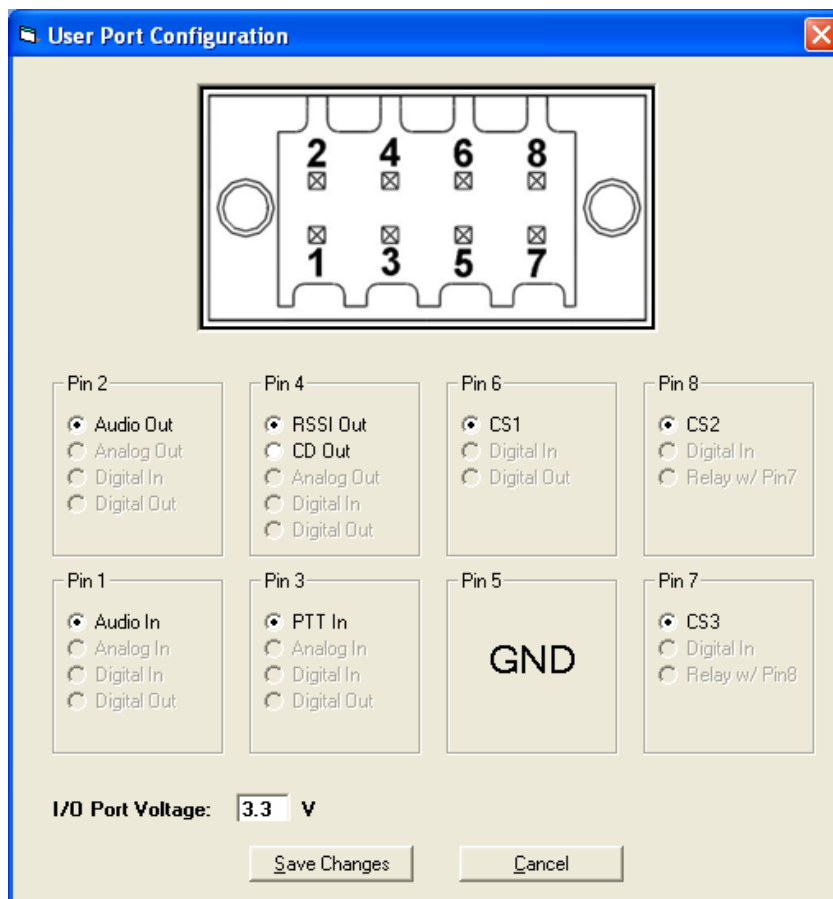 User Port Configuration
2 4 6 8
1 3 5 7
Pin 2
Audio Out
Analog Out
Digital In
Digital Out
Pin 4
RSSI Out
CD Out
Analog Out
Digital In
Digital Out
Pin 6
CS1
Digital In
Digital Out
Pin 8
CS2
Digital In
Relay w/ Pin7
Pin 1
Audio In
Analog In
Digital In
Digital Out
Pin 3
PTT In
Analog In
Digital In
Digital Out
Pin 5
GND
Pin 7
CS3
Digital In
Relay w/ Pin8
I/O Port Voltage: 3.3 V
Save Changes Cancel